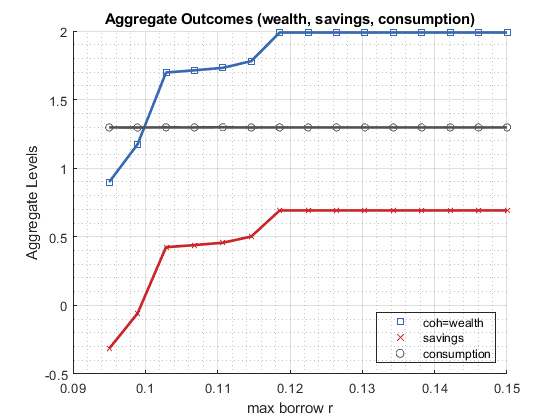 Aggregate Outcomes (wealth, savings, consumption)
2
1.5
1
0.5
0
-0.5
Aggregate Levels
0.09
0.1
0.11
0.12
0.13
0.14
0.15
max borrow r
coh=wealth
savings
consumption